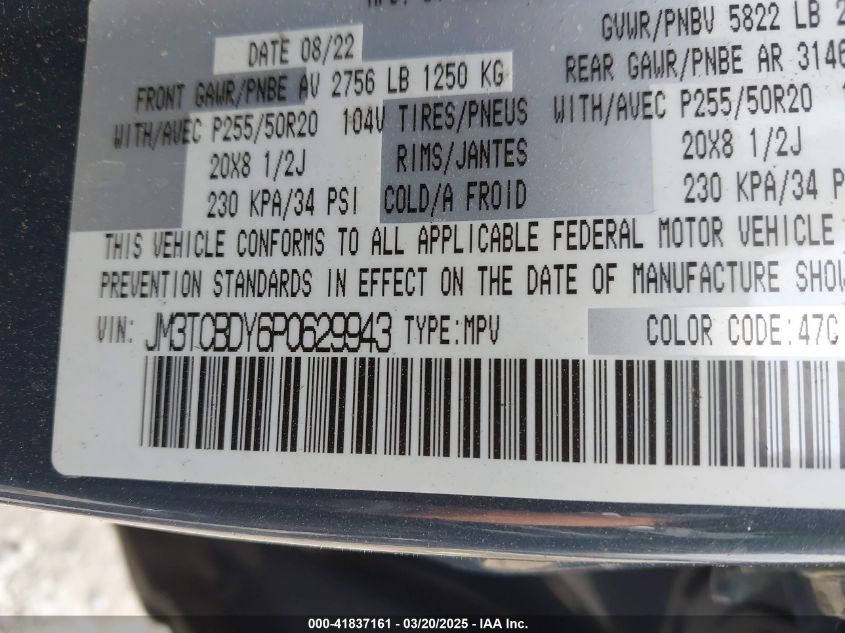 DATE 08/22
GVWR/PNBV 5822 LB
FRONT GAWR/PNBE AV 2756 LB 1250 KG
REAR GAWR/PNBE AR 3146
WITH/AVEC P255/50R20 104V TIRES/PNEUS WITH/AVEC P255/50R20
20X8 1/2J RIMS/JANTES 20X8 1/2J
230 KPA/34 PSI COLD/A FROID 230 KPA/34
THIS VEHICLE CONFORMS TO ALL APPLICABLE FEDERAL MOTOR VEHICLE
PREVENTION STANDARDS IN EFFECT ON THE DATE OF MANUFACTURE SHOW
VIN: JM3TCBDY6P0629943 TYPE:MPV COLOR CODE:47C
000-41837161 — 03/20/2025 — IAA Inc.